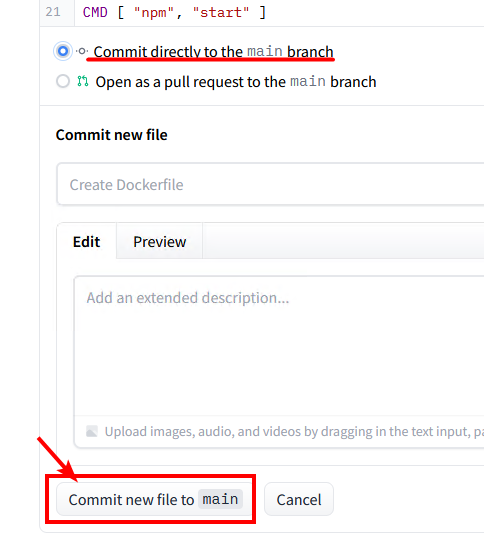 21 CMD [ "npm", "start" ]
Commit directly to the main branch
Open as a pull request to the main branch
Commit new file
Create Dockerfile
Edit Preview
Add an extended description...
Upload images, audio, and videos by dragging in the text input, pa
Commit new file to main Cancel